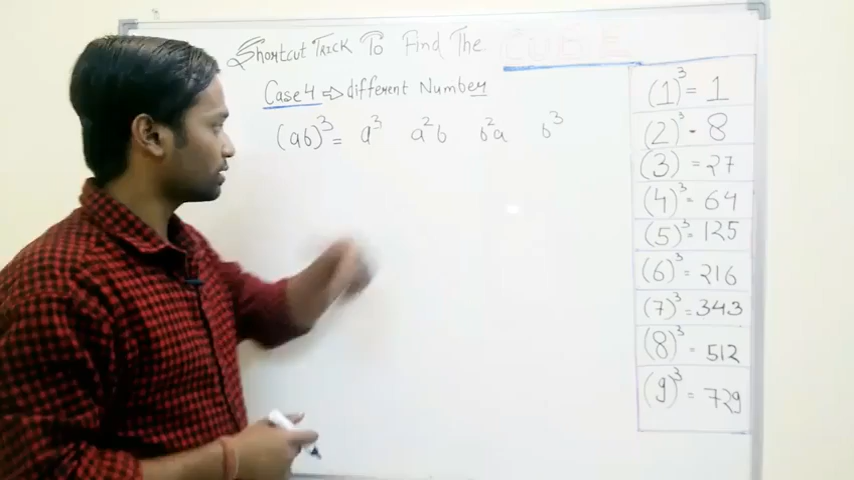 Shortcut TRICK To Find The CUBE
Case 4 ⇒ different Number
(ab)³ = a³ a²b b²a b³
(1)³ = 1
(2)³ = 8
(3) = 27
(4)³ = 64
(5)³ = 125
(6)³ = 216
(7)³ = 343
(8)³ = 512
(9)³ = 729